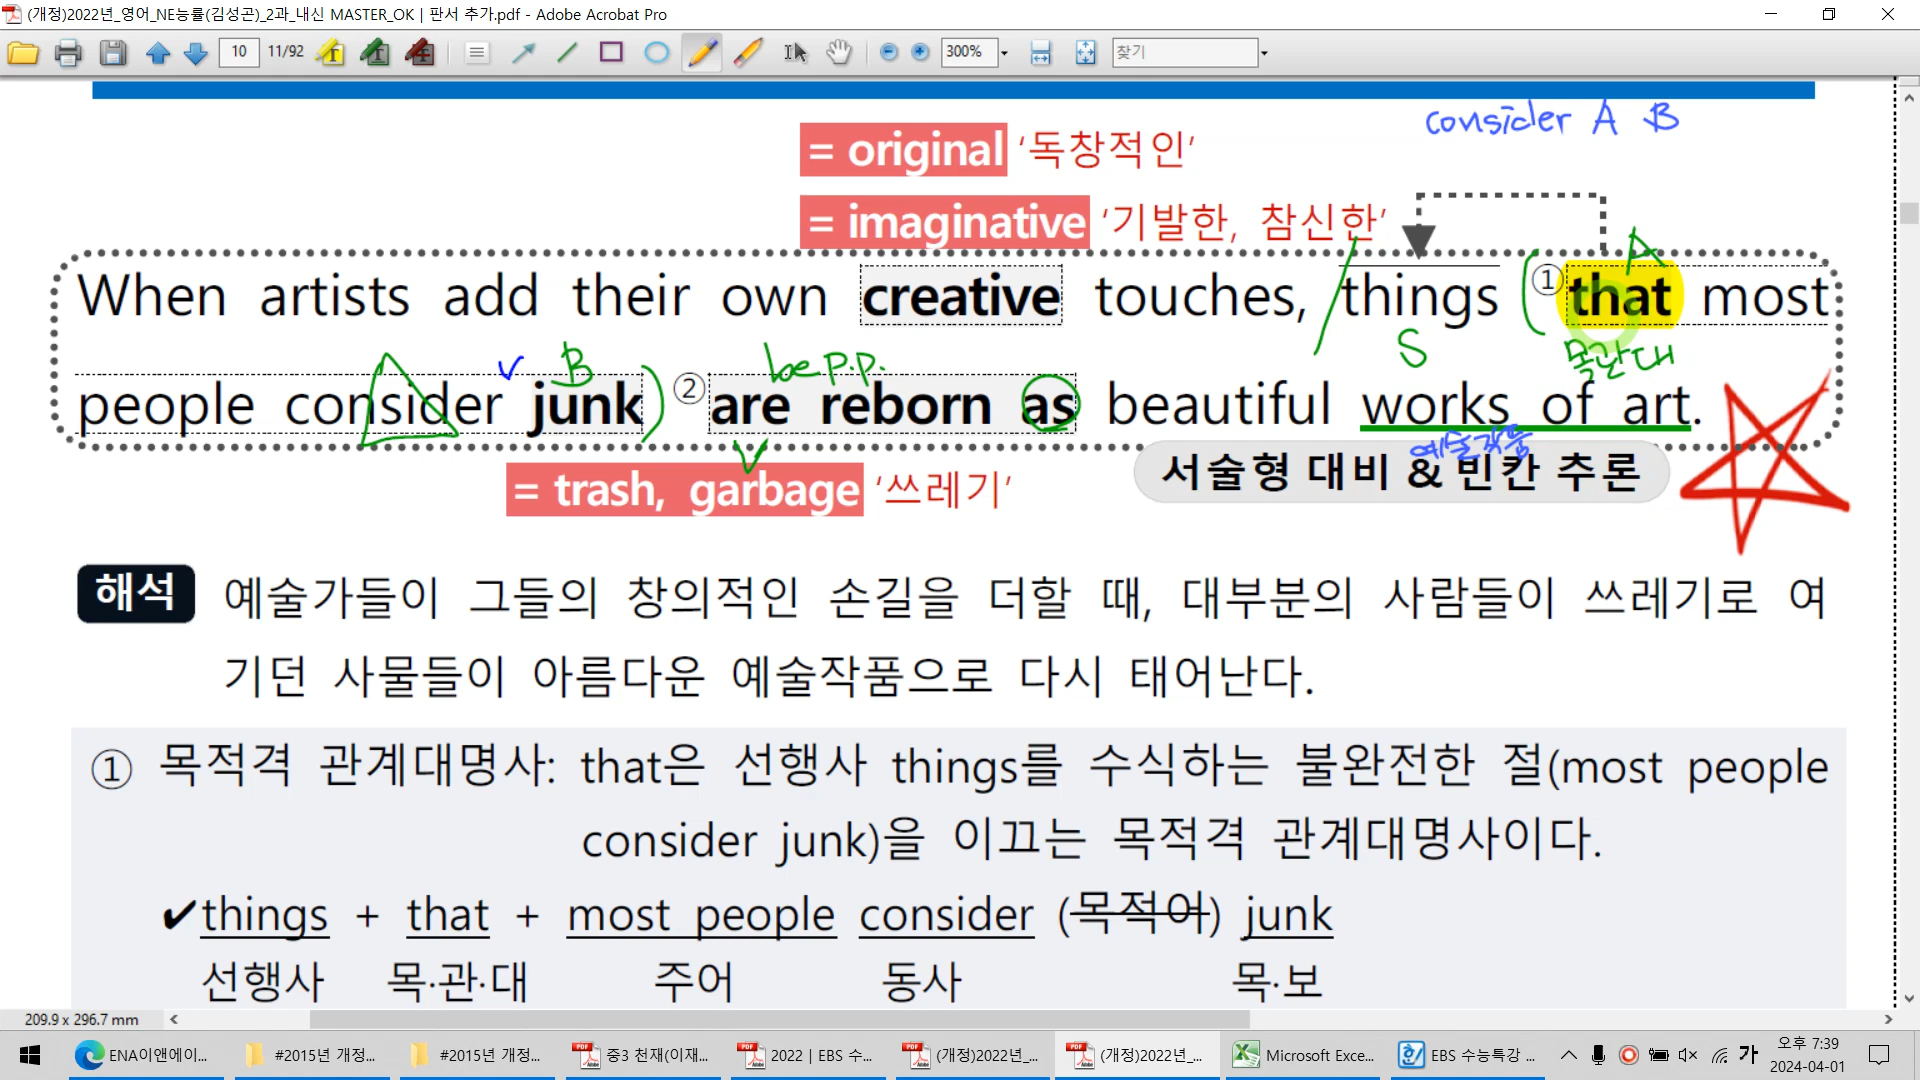 (개정)2022년_영어_NE능률(김성곤)_2과_내신 MASTER_OK | 판서 추가.pdf - Adobe Acrobat Pro
10 11/92 300% 찾기
consider A B
= original '독창적인'
= imaginative '기발한, 참신한'
A
When artists add their own creative touches, things ①that most
S 목관대
B be p.p.
people consider junk ②are reborn as beautiful works of art.
예술작품
= trash, garbage '쓰레기'
서술형 대비 & 빈칸 추론
해석 예술가들이 그들의 창의적인 손길을 더할 때, 대부분의 사람들이 쓰레기로 여
기던 사물들이 아름다운 예술작품으로 다시 태어난다.
① 목적격 관계대명사: that은 선행사 things를 수식하는 불완전한 절(most people
consider junk)을 이끄는 목적격 관계대명사이다.
✔things + that + most people consider (목적어) junk
선행사 목·관·대 주어 동사 목·보
209.9 x 296.7 mm
ENA이앤에이... #2015년 개정... #2015년 개정... 중3 천재(이재... 2022 | EBS 수... (개정)2022년_... (개정)2022년_... Microsoft Exce... EBS 수능특강 ... 가 오후 7:39
2024-04-01